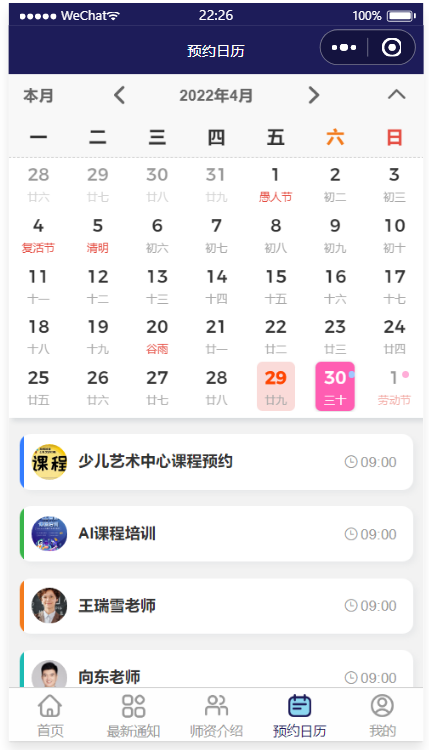 WeChat 22:26 100%
预约日历
本月 2022年4月
一 二 三 四 五 六 日
28 29 30 31 1 2 3
廿六 廿七 廿八 廿九 愚人节 初二 初三
4 5 6 7 8 9 10
复活节 清明 初六 初七 初八 初九 初十
11 12 13 14 15 16 17
十一 十二 十三 十四 十五 十六 十七
18 19 20 21 22 23 24
十八 十九 谷雨 廿一 廿二 廿三 廿四
25 26 27 28 29 30 1
廿五 廿六 廿七 廿八 廿九 三十 劳动节
课程
少儿艺术中心课程预约 09:00
AI课程培训 09:00
王瑞雪老师 09:00
向东老师 09:00
首页 最新通知 师资介绍 预约日历 我的